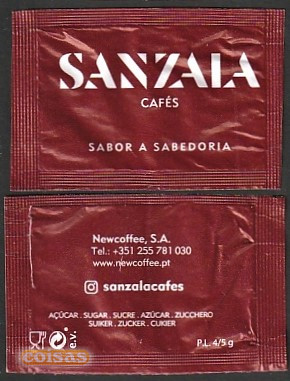 SANZALA
CAFÉS
SABOR A SABEDORIA
Newcoffee, S.A.
Tel.: +351 255 781 030
www.newcoffee.pt
sanzalacafes
AÇÚCAR . SUGAR . SUCRE . AZÚCAR . ZUCCHERO
SUIKER . ZUCKER . CUKIER
e.v.
coisas
P.L. 4/5 g